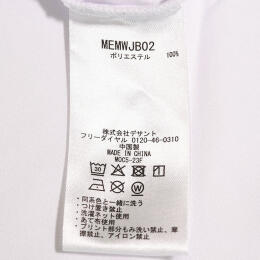 MEMWJB02
ポリエステル
100%
株式会社デサント
フリーダイヤル 0120-46-0310
中国製
MADE IN CHINA
MOC5-23F
・同系色と一緒に洗う
・つけ置き禁止
・洗濯ネット使用
・あて布使用
・プリント部分もみ洗い禁止、摩
擦禁止、アイロン禁止